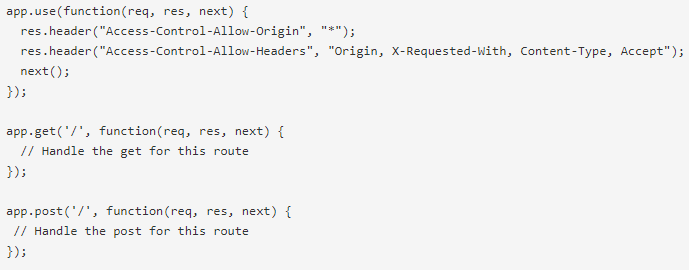 app.use(function(req, res, next) {
  res.header("Access-Control-Allow-Origin", "*");
  res.header("Access-Control-Allow-Headers", "Origin, X-Requested-With, Content-Type, Accept");
  next();
});

app.get('/', function(req, res, next) {
  // Handle the get for this route
});

app.post('/', function(req, res, next) {
 // Handle the post for this route
});